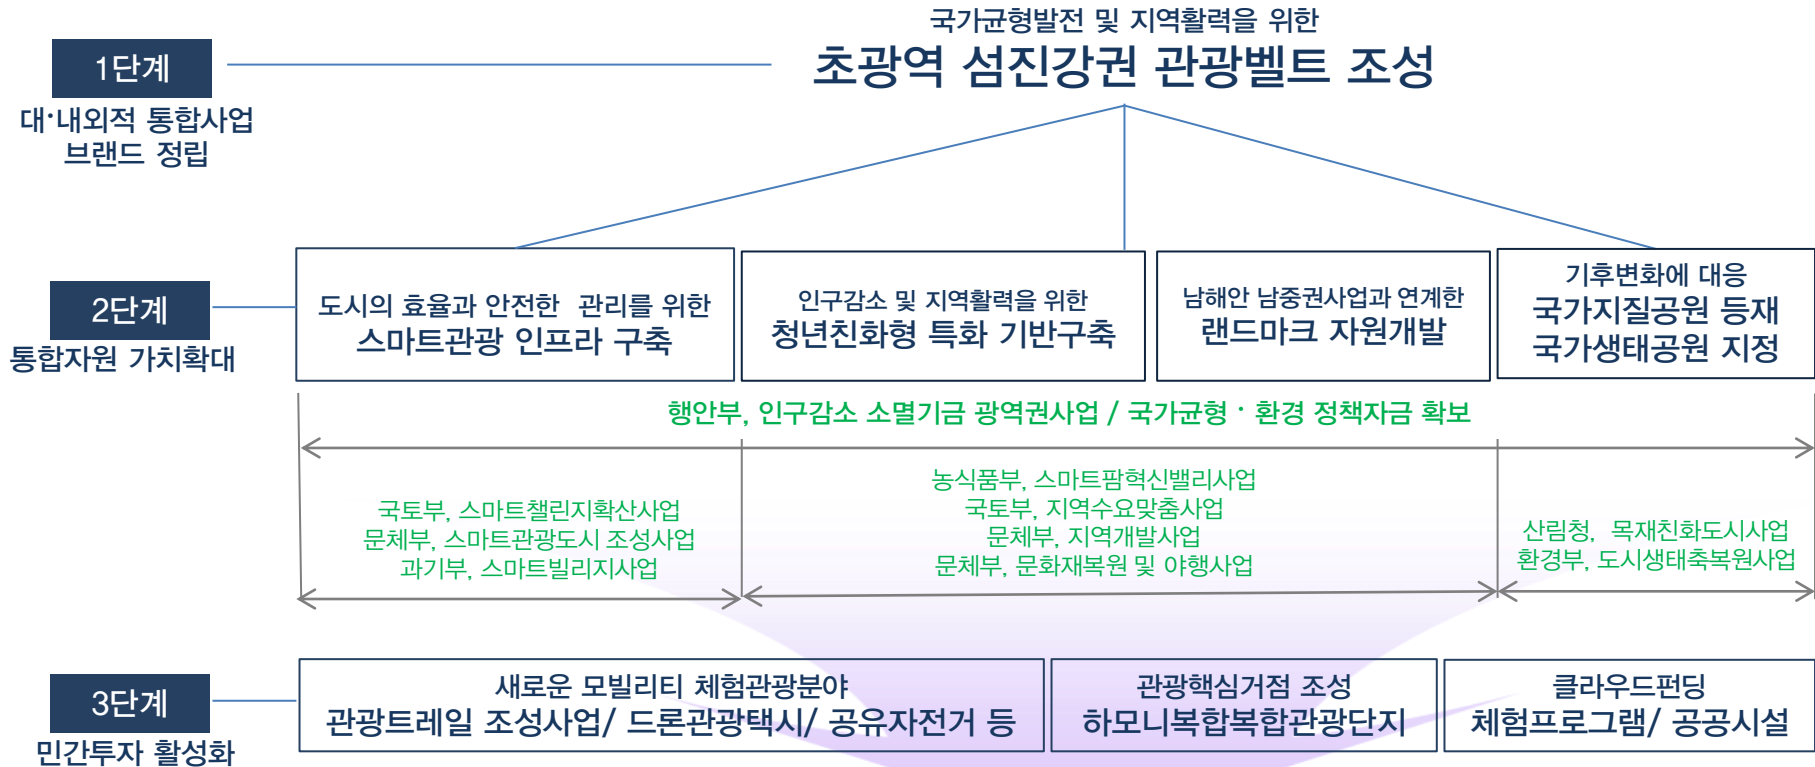 국가균형발전 및 지역활력을 위한
초광역 섬진강권 관광벨트 조성
1단계
대·내외적 통합사업
브랜드 정립
2단계
통합자원 가치확대
도시의 효율과 안전한 관리를 위한
스마트관광 인프라 구축
인구감소 및 지역활력을 위한
청년친화형 특화 기반구축
남해안 남중권사업과 연계한
랜드마크 자원개발
기후변화에 대응
국가지질공원 등재
국가생태공원 지정
행안부, 인구감소 소멸기금 광역권사업 / 국가균형 · 환경 정책자금 확보
국토부, 스마트챌린지확산사업
문체부, 스마트관광도시 조성사업
과기부, 스마트빌리지사업
농식품부, 스마트팜혁신밸리사업
국토부, 지역수요맞춤사업
문체부, 지역개발사업
문체부, 문화재복원 및 야행사업
산림청, 목재친화도시사업
환경부, 도시생태축복원사업
3단계
민간투자 활성화
새로운 모빌리티 체험관광분야
관광트레일 조성사업/ 드론관광택시/ 공유자전거 등
관광핵심거점 조성
하모니복합복합관광단지
클라우드펀딩
체험프로그램/ 공공시설